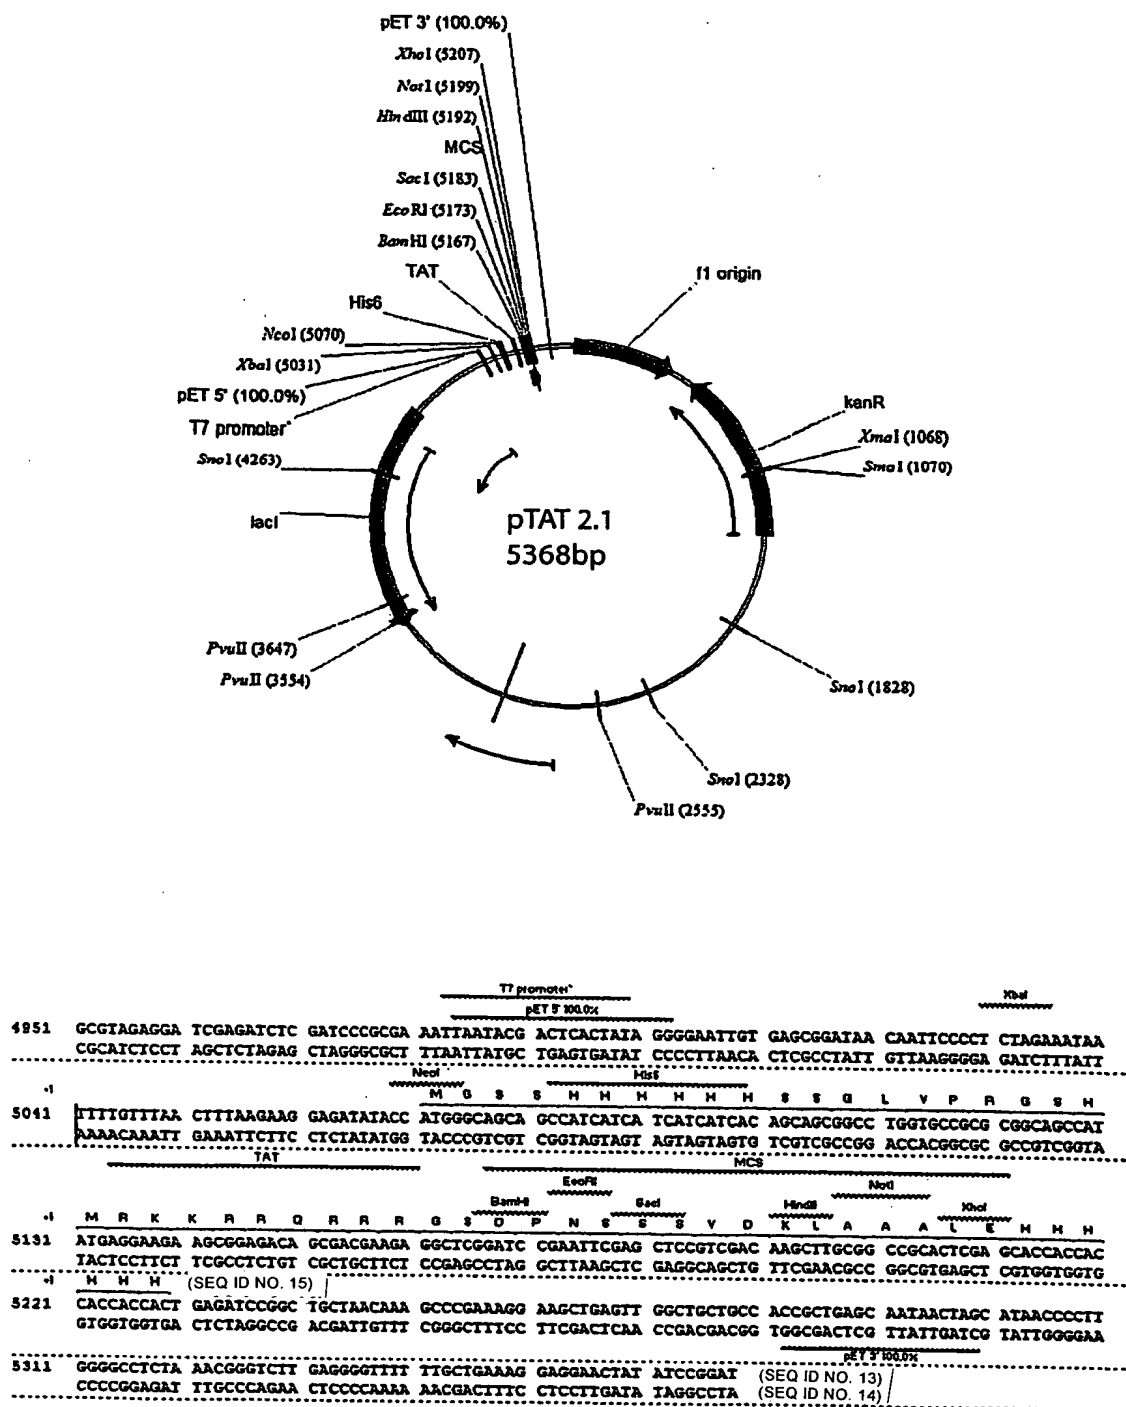 pET 3' (100.0%)
XhoI (5207)
NotI (5199)
HindIII (5192)
MCS
SacI (5183)
EcoRI (5173)
BamHI (5167)
TAT
His6
NcoI (5070)
XbaI (5031)
pET 5' (100.0%)
T7 promoter*
SnoI (4263)
lacI
PvuII (3647)
PvuII (3554)
f1 origin
kanR
XmaI (1068)
SmaI (1070)
SnoI (1828)
SnoI (2328)
PvuII (2555)
pTAT 2.1
5368bp
T7 promoter*
pET 5' 100.0%
XbaI
4951 GCGTAGAGGA TCGAGATCTC GATCCCGCGA AATTAATACG ACTCACTATA GGGGAATTGT GAGCGGATAA CAATTCCCCT CTAGAAATAA
CGCATCTCCT AGCTCTAGAG CTAGGGCGCT TTAATTATGC TGAGTGATAT CCCCTTAACA CTCGCCTATT GTTAAGGGGA GATCTTTATT
NcoI His6
+1 M G S S H H H H H H S S G L V P R G S H
5041 TTTTGTTTAA CTTTAAGAAG GAGATATACC ATGGGCAGCA GCCATCATCA TCATCATCAC AGCAGCGGCC TGGTGCCGCG CGGCAGCCAT
AAAACAAATT GAAATTCTTC CTCTATATGG TACCCGTCGT CGGTAGTAGT AGTAGTAGTG TCGTCGCCGG ACCACGGCGC GCCGTCGGTA
TAT MCS
EcoRI NotI
BamHI SacI HindIII XhoI
+1 M R K K R R Q R R R G S D P N S S S V D K L A A A L E H H H
5131 ATGAGGAAGA AGCGGAGACA GCGACGAAGA GGCTCGGATC CGAATTCGAG CTCCGTCGAC AAGCTTGCGG CCGCACTCGA GCACCACCAC
TACTCCTTCT TCGCCTCTGT CGCTGCTTCT CCGAGCCTAG GCTTAAGCTC GAGGCAGCTG TTCGAACGCC GGCGTGAGCT CGTGGTGGTG
+1 H H H (SEQ ID NO. 15)
5221 CACCACCACT GAGATCCGGC TGCTAACAAA GCCCGAAAGG AAGCTGAGTT GGCTGCTGCC ACCGCTGAGC AATAACTAGC ATAACCCCTT
GTGGTGGTGA CTCTAGGCCG ACGATTGTTT CGGGCTTTCC TTCGACTCAA CCGACGACGG TGGCGACTCG TTATTGATCG TATTGGGGAA
pET 3' 100.0%
5311 GGGGCCTCTA AACGGGTCTT GAGGGGTTTT TTGCTGAAAG GAGGAACTAT ATCCGGAT (SEQ ID NO. 13)
CCCCGGAGAT TTGCCCAGAA CTCCCCAAAA AACGACTTTC CTCCTTGATA TAGGCCTA (SEQ ID NO. 14)